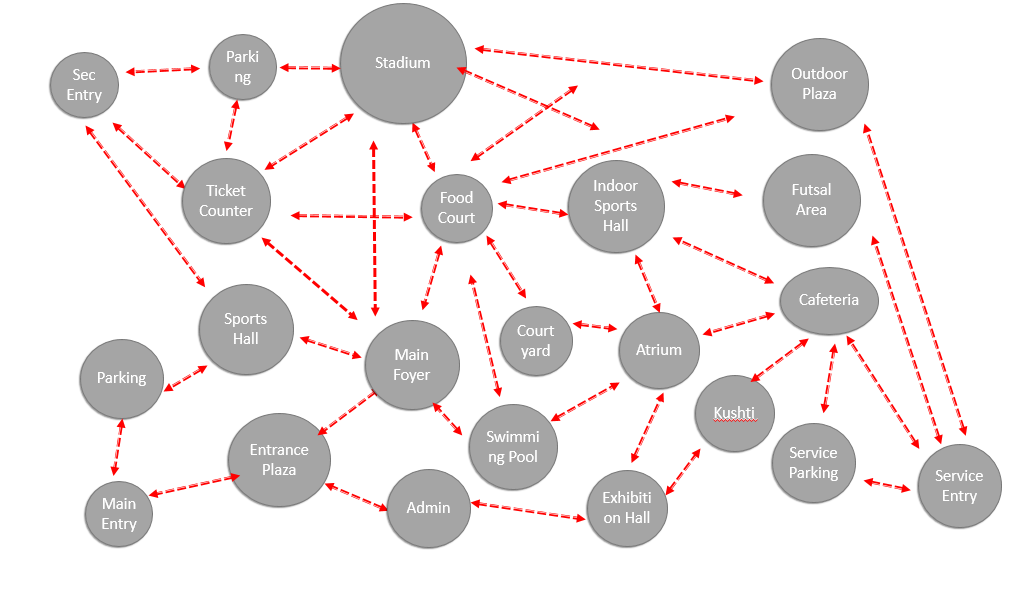 Stadium
Parki
ng
Sec
Entry
Outdoor
Plaza
Ticket
Counter
Food
Court
Indoor
Sports
Hall
Futsal
Area
Cafeteria
Sports
Hall
Court
yard
Atrium
Main
Foyer
Parking
Kushti
Swimmi
ng Pool
Entrance
Plaza
Service
Parking
Service
Entry
Main
Entry
Admin
Exhibiti
on Hall